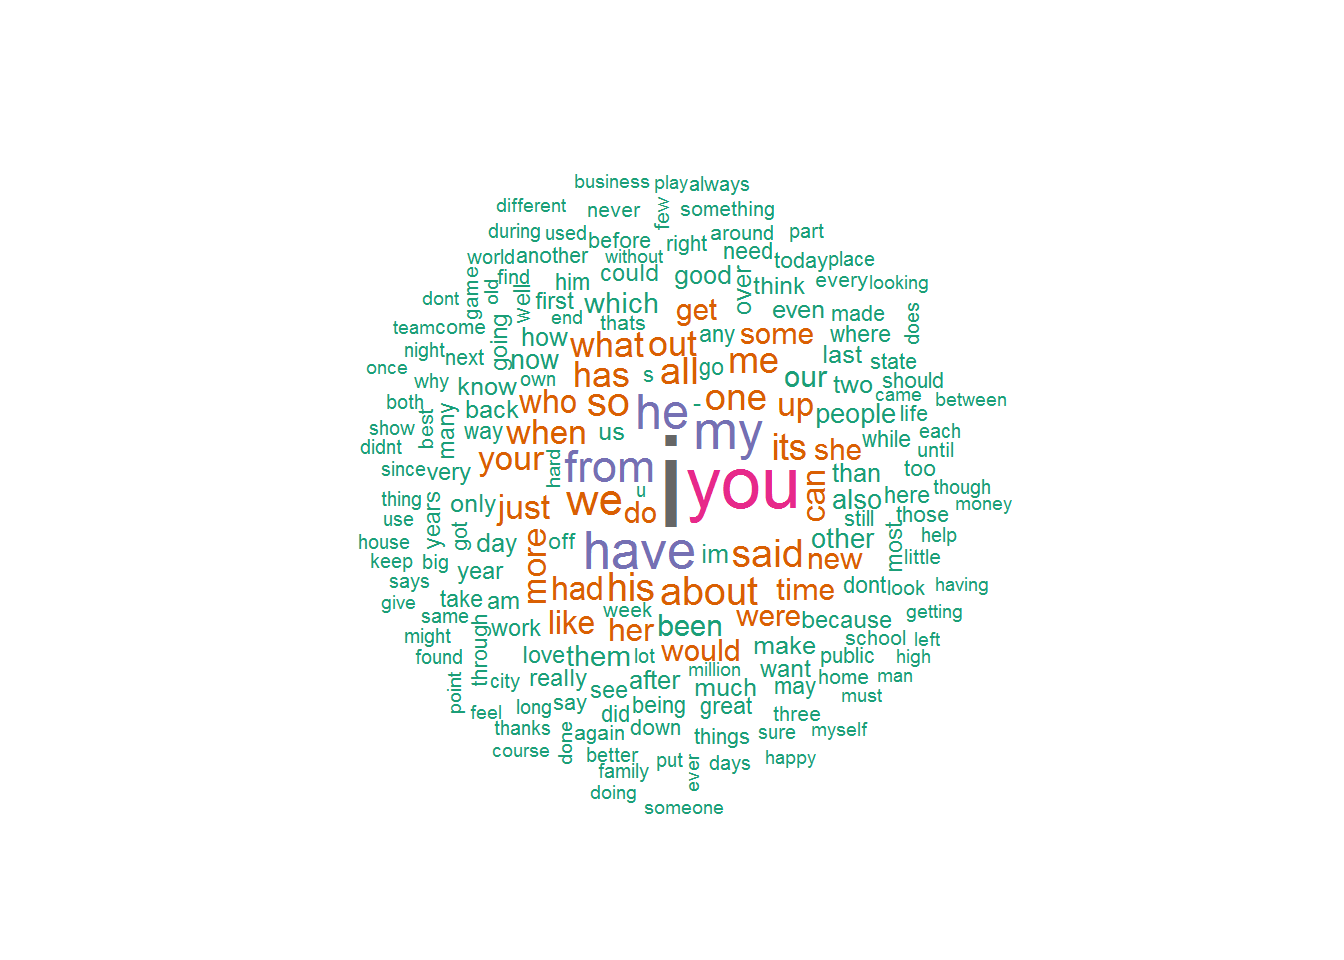 business play always
different never few something
during used before right around part
world another without need today place
game find old him could good over think every looking
dont well first which get even made does
end thats
team come going how what out any some where
night next now has all go me last state
once why know own s our two should
both best many back who so he - one up people life came between
show way when us my its she while each
didnt until
since very your hard from i you can than too
thing years only just we u do also here though
use got still those money
house day off have im said new other most help
keep big year more little
says take am had his about time dont look having
give same week getting
might through work like her been were because school left
found love them lot would make public high
point city really see after million much want may home man
feel long say did being great three must
thanks done again down things sure myself
course better put ever days happy
family
doing
someone